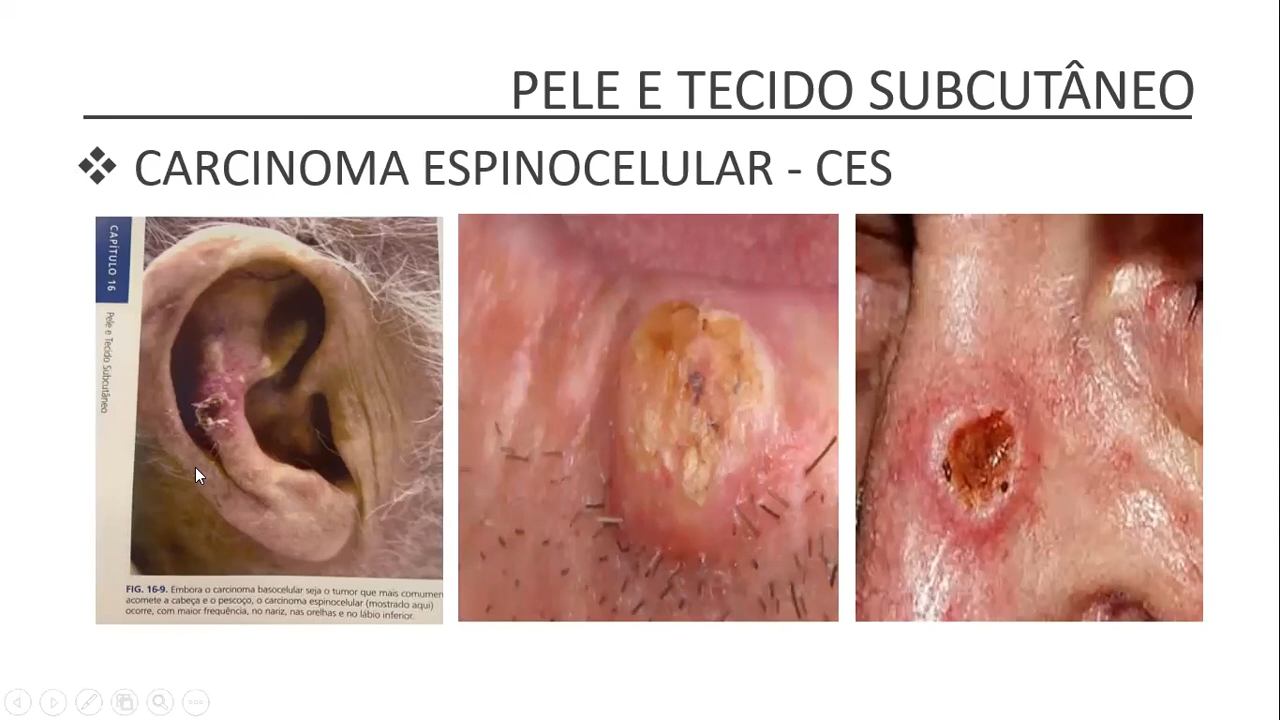 PELE E TECIDO SUBCUTÂNEO
❖ CARCINOMA ESPINOCELULAR - CES
CAPÍTULO 16
Pele e Tecido Subcutâneo
FIG. 16-9. Embora o carcinoma basocelular seja o tumor que mais comumen
acomete a cabeça e o pescoço, o carcinoma espinocelular (mostrado aqui)
ocorre, com maior frequência, no nariz, nas orelhas e no lábio inferior.